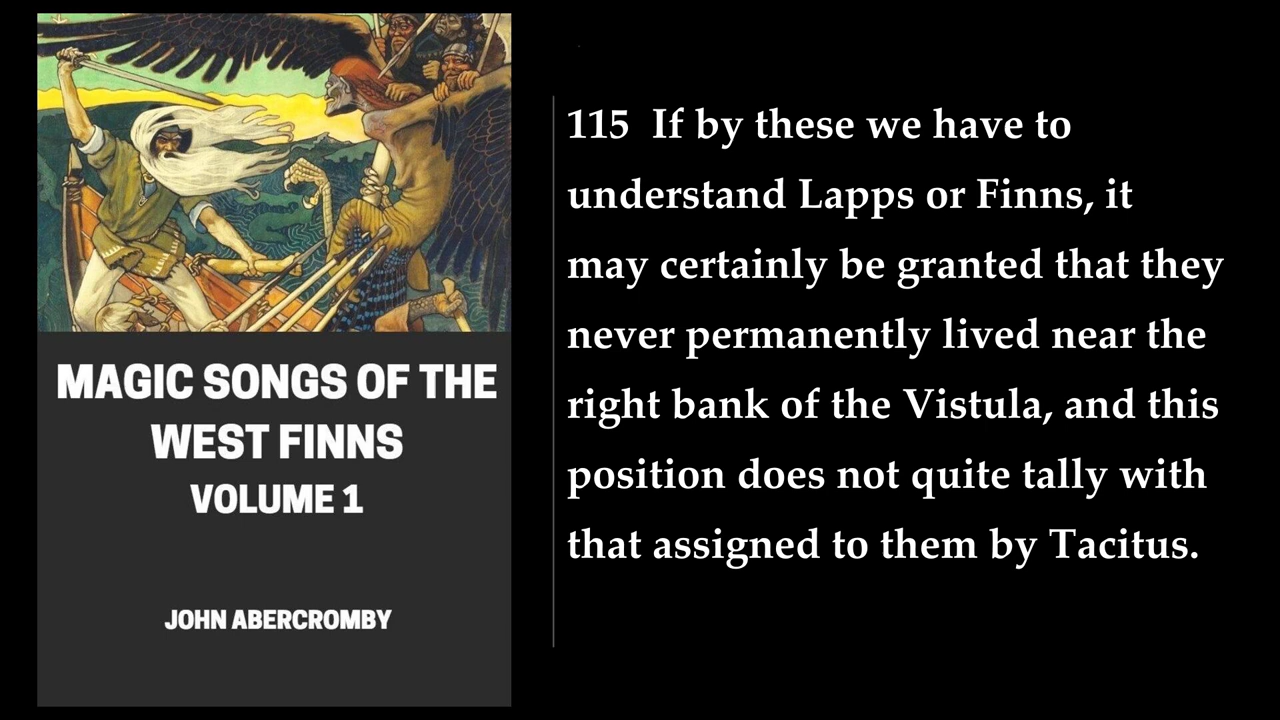 MAGIC SONGS OF THE
WEST FINNS
VOLUME 1
JOHN ABERCROMBY
115 If by these we have to
understand Lapps or Finns, it
may certainly be granted that they
never permanently lived near the
right bank of the Vistula, and this
position does not quite tally with
that assigned to them by Tacitus.